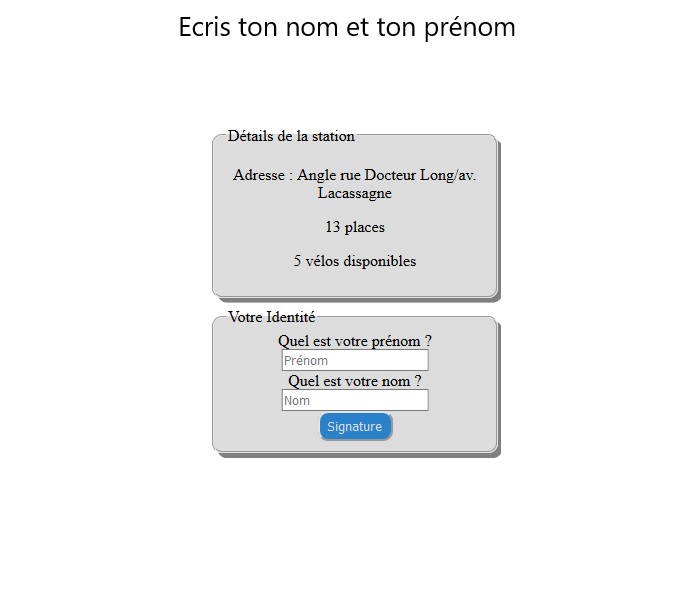 Ecris ton nom et ton prénom
Détails de la station
Adresse : Angle rue Docteur Long/av.
Lacassagne
13 places
5 vélos disponibles
Votre Identité
Quel est votre prénom ?
Prénom
Quel est votre nom ?
Nom
Signature